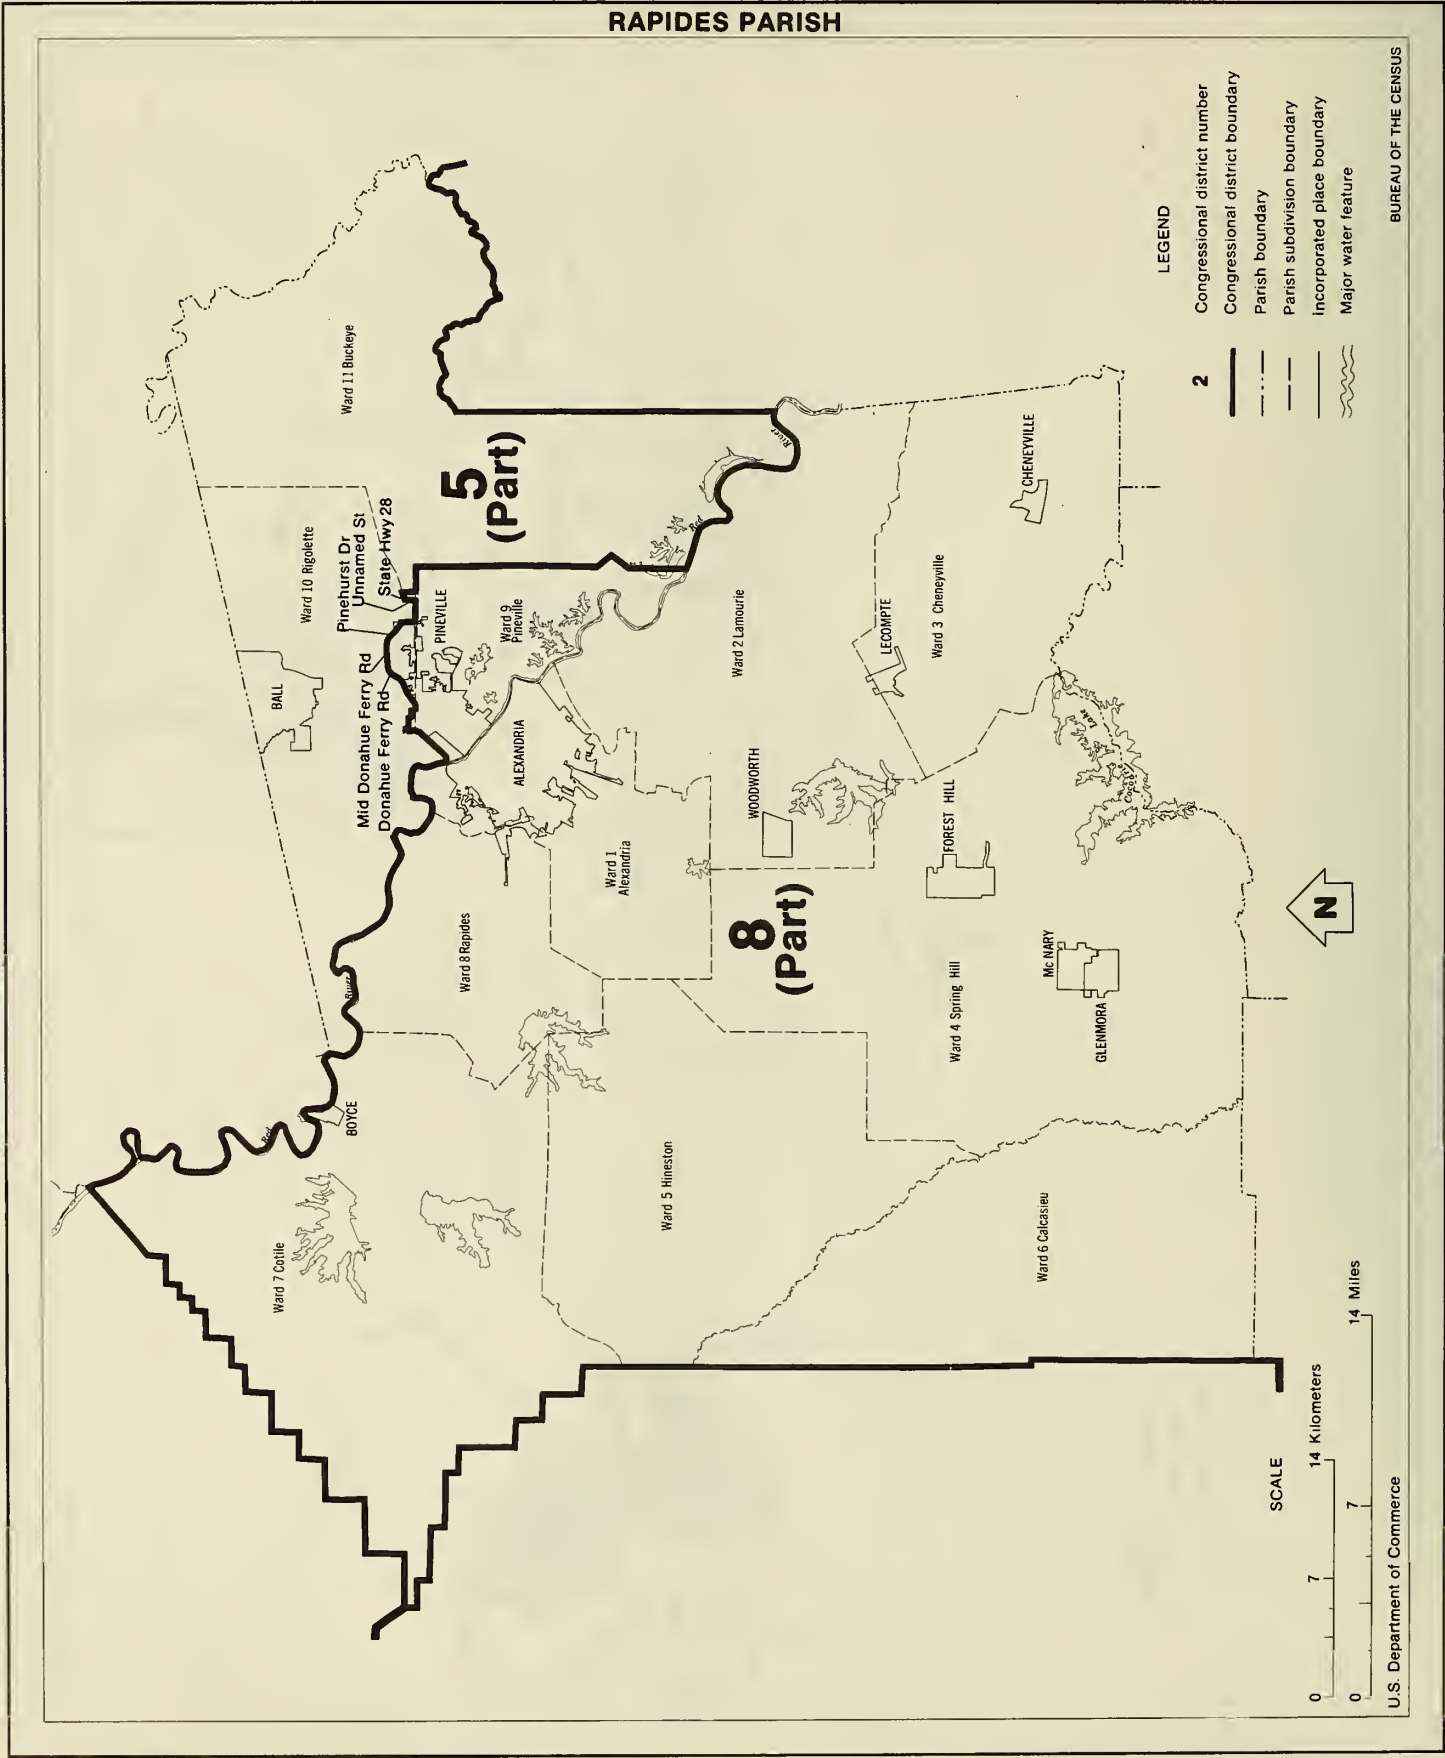 RAPIDES PARISH
Ward 11 Buckeye
Ward 10 Rigolette
BALL
Pinehurst Dr
Unnamed St
State Hwy 28
Mid Donahue Ferry Rd
Donahue Ferry Rd
5
(Part)
PINEVILLE
Ward 9
Pineville
River
Red
ALEXANDRIA
Ward 2 Lamourie
Ward 1
Alexandria
WOODWORTH
LECOMPTE
Ward 3 Cheneyville
CHENEYVILLE
Lake
Cocodrie
FOREST HILL
8
(Part)
Ward 8 Rapides
River
Red
BOYCE
Ward 7 Cotile
Ward 5 Hineston
Ward 4 Spring Hill
Mc NARY
GLENMORA
Ward 6 Calcasieu
N
LEGEND
2 Congressional district number
Congressional district boundary
Parish boundary
Parish subdivision boundary
Incorporated place boundary
Major water feature
SCALE
0 7 14 Kilometers
0 7 14 Miles
U.S. Department of Commerce
BUREAU OF THE CENSUS